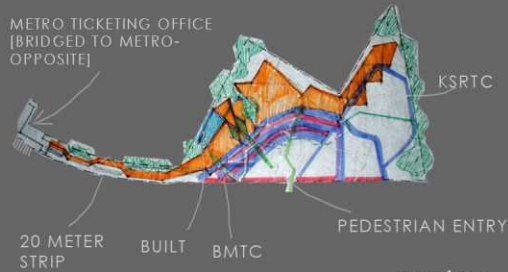 METRO TICKETING OFFICE
[BRIDGED TO METRO-
OPPOSITE]
KSRTC
PEDESTRIAN ENTRY
20 METER
STRIP
BUILT
BMTC